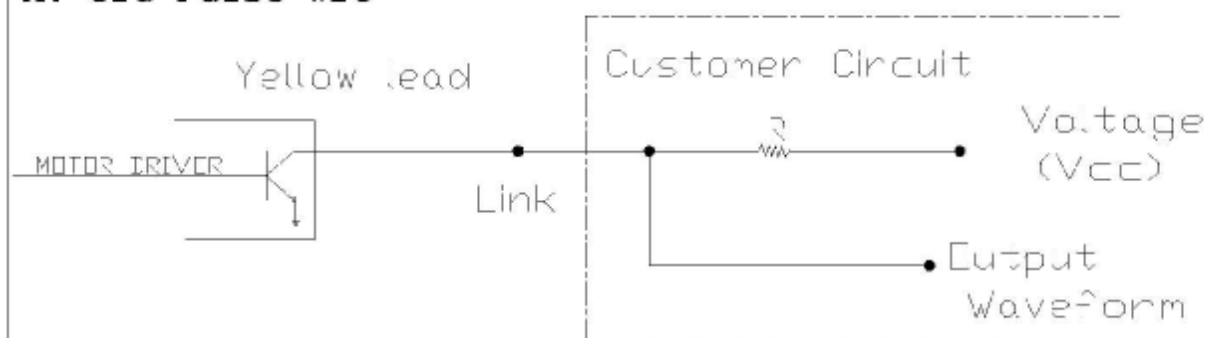 Yellow lead
Customer Circuit
R
Voltage
(Vcc)
MOTOR DRIVER
Link
Output
Waveform